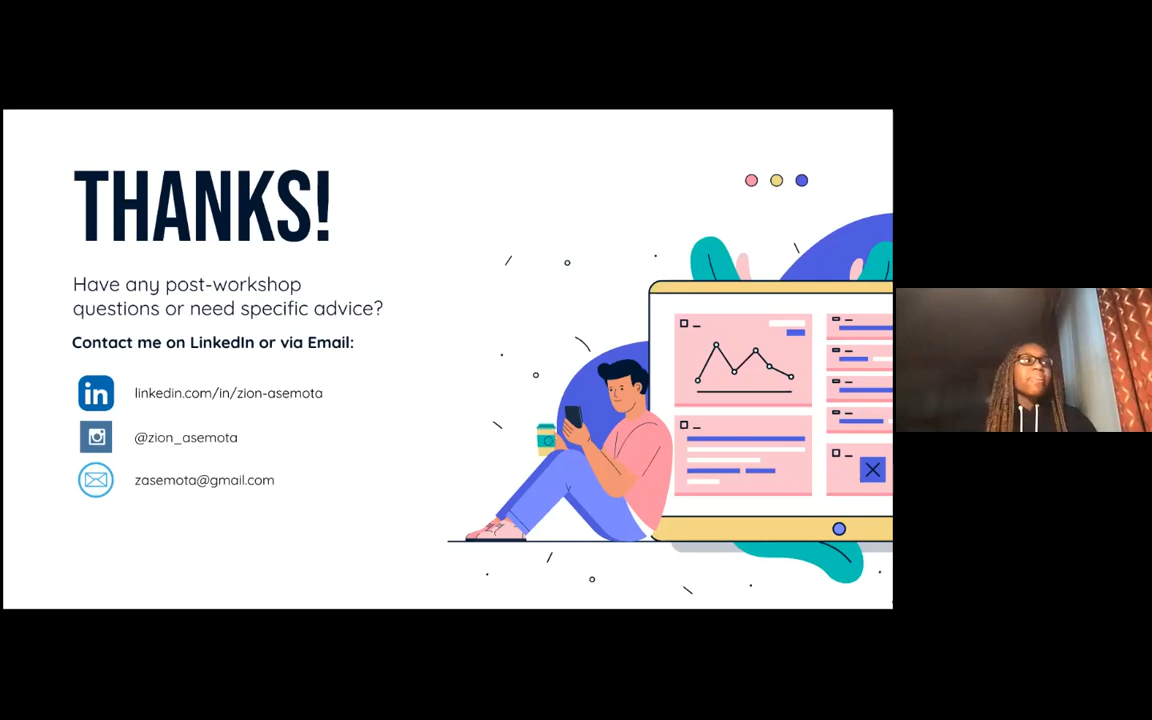 THANKS!
Have any post-workshop
questions or need specific advice?
Contact me on LinkedIn or via Email:
in
linkedin.com/in/zion-asemota
@zion_asemota
zasemota@gmail.com